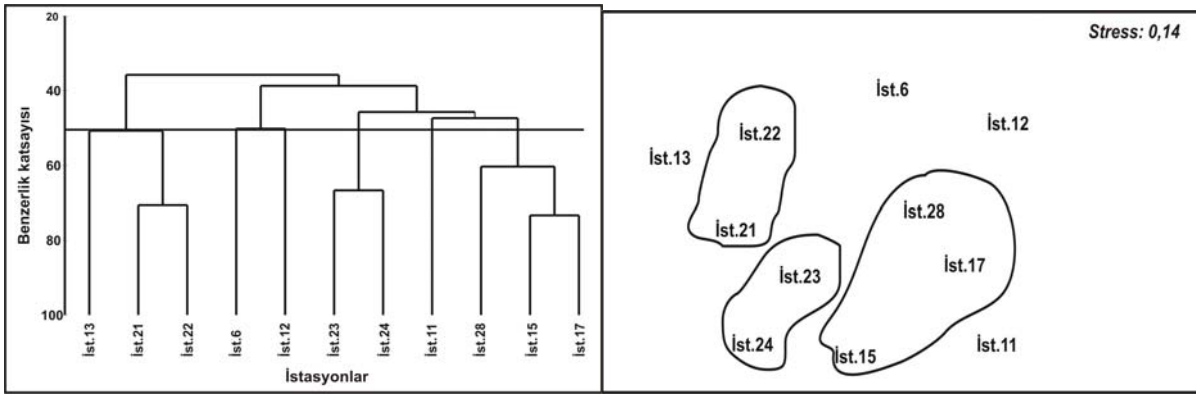 20
40
60
80
100
Benzerlik katsayısı
İst.13
İst.21
İst.22
İst.6
İst.12
İst.23
İst.24
İst.11
İst.28
İst.15
İst.17
İstasyonlar
Stress: 0,14
İst.6
İst.12
İst.22
İst.13
İst.28
İst.21
İst.17
İst.23
İst.24
İst.11
İst.15